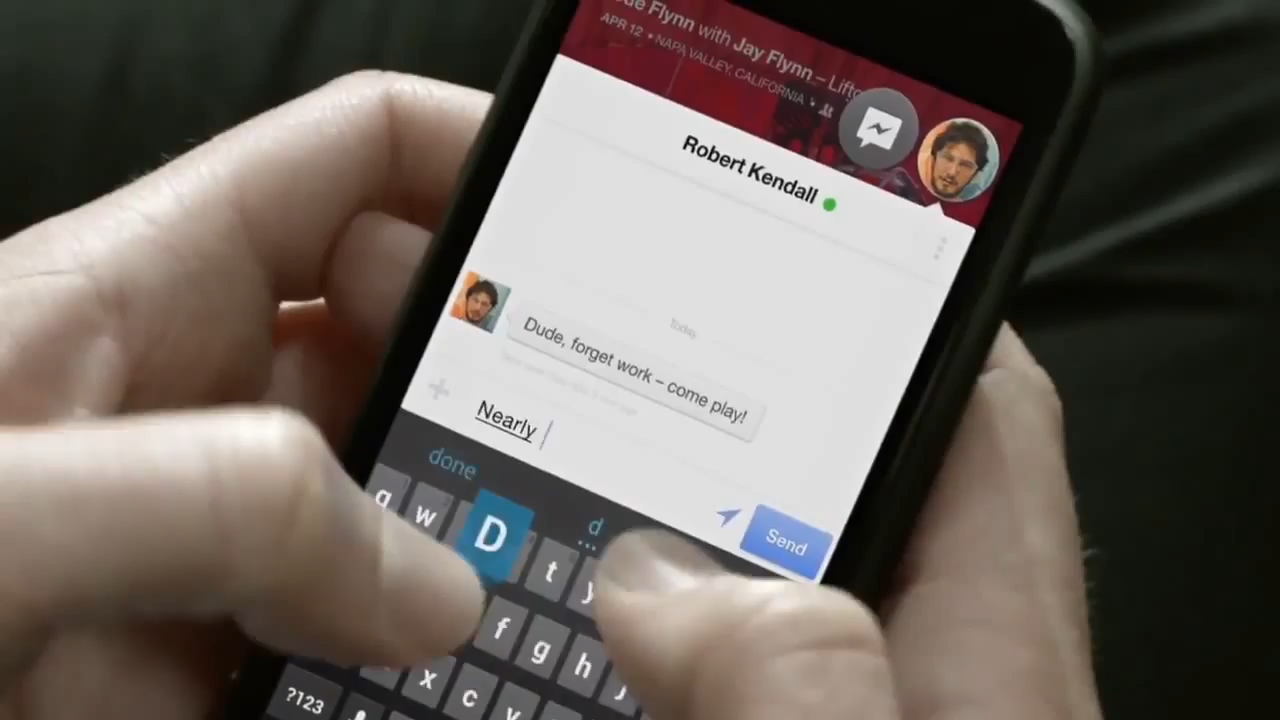 Flynn with Jay Flynn –
APR 12 • NAPA VALLEY, CALIFORNIA •
Robert Kendall
Today
Dude, forget work – come play!
Nearly
Send
done
d
q w D t y
f g h j
x c v
?123